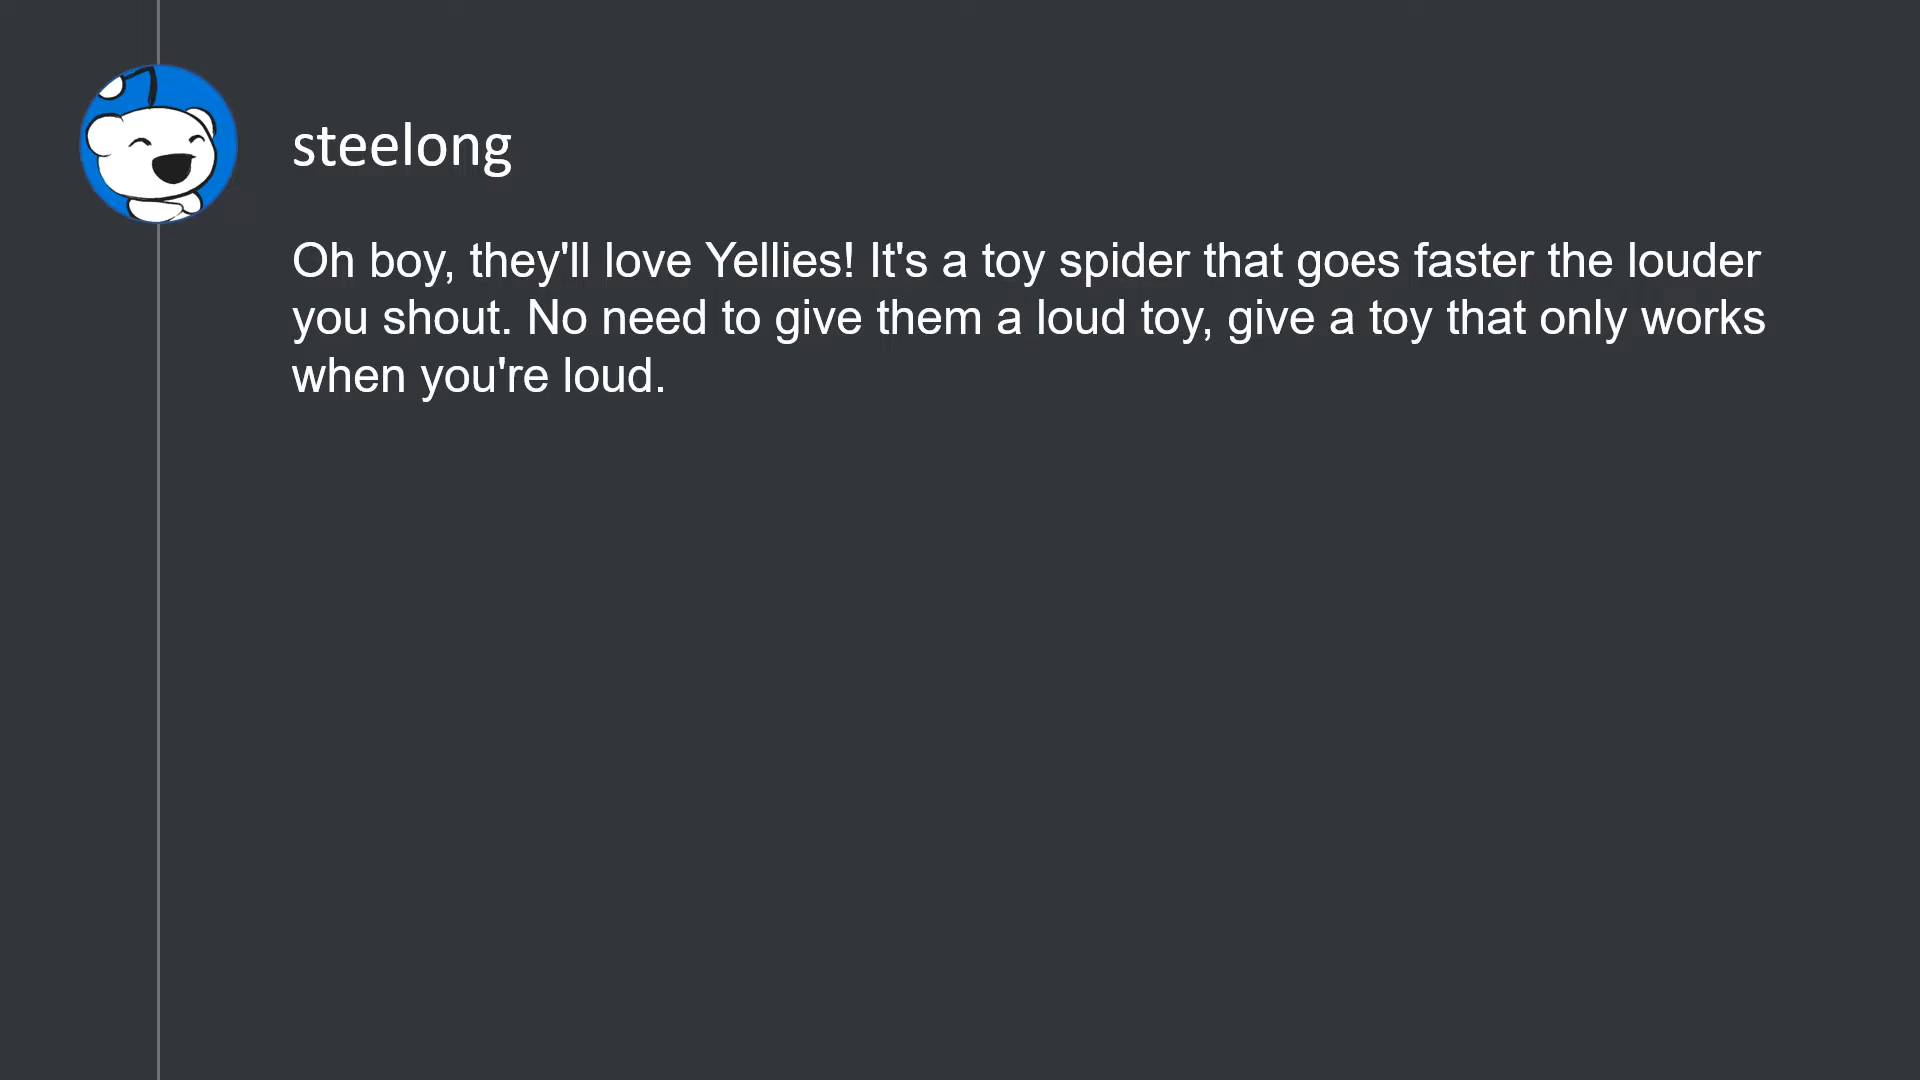 steelong
Oh boy, they'll love Yellies! It's a toy spider that goes faster the louder
you shout. No need to give them a loud toy, give a toy that only works
when you're loud.